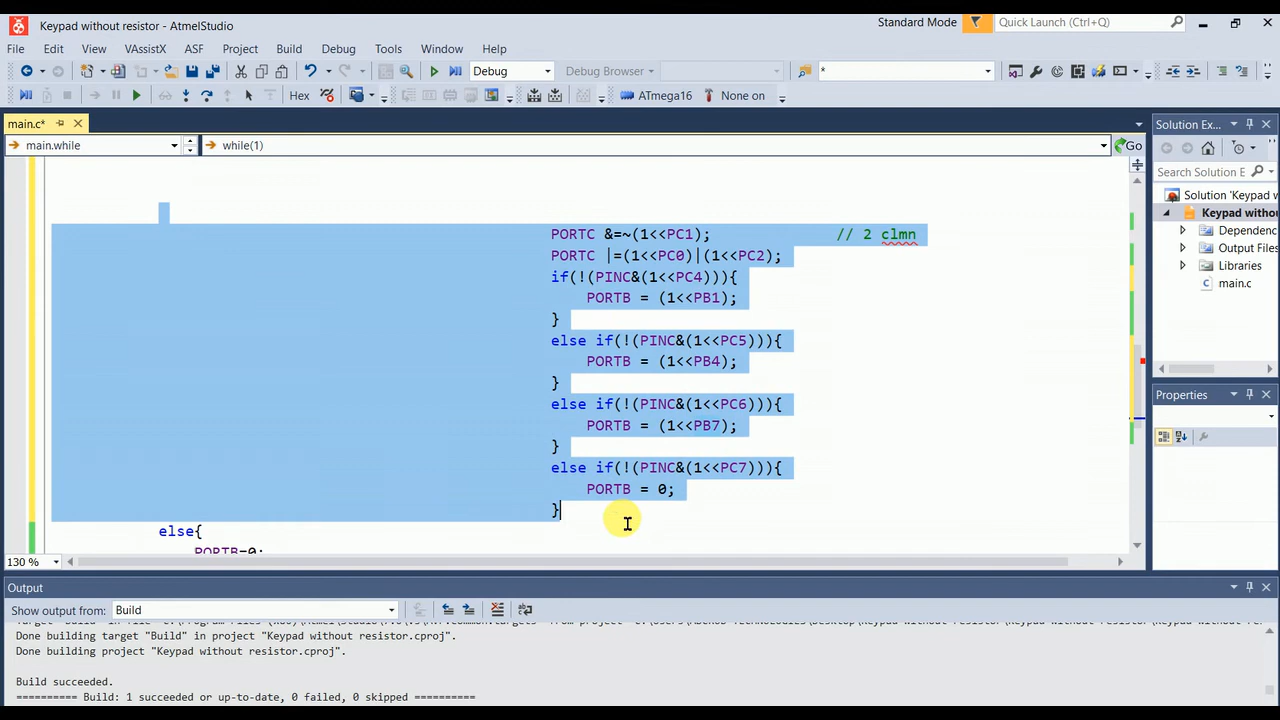 Keypad without resistor - AtmelStudio
Standard Mode
Quick Launch (Ctrl+Q)
File Edit View VAssistX ASF Project Build Debug Tools Window Help
Debug
Debug Browser
*
Hex
ATmega16
None on
main.c*
Solution Ex...
main.while
while(1)
Go
Search Solution E
Solution 'Keypad w
Keypad withou
Dependenc
Output Files
Libraries
main.c
PORTC &=~(1<<PC1); // 2 clmn
PORTC |=(1<<PC0)|(1<<PC2);
if(!(PINC&(1<<PC4))){
PORTB = (1<<PB1);
}
else if(!(PINC&(1<<PC5))){
PORTB = (1<<PB4);
}
else if(!(PINC&(1<<PC6))){
PORTB = (1<<PB7);
}
else if(!(PINC&(1<<PC7))){
PORTB = 0;
}
else{
PORTB=0;
Properties
130 %
Output
Show output from: Build
Done building target "Build" in project "Keypad without resistor.cproj".
Done building project "Keypad without resistor.cproj".
Build succeeded.
========== Build: 1 succeeded or up-to-date, 0 failed, 0 skipped ==========